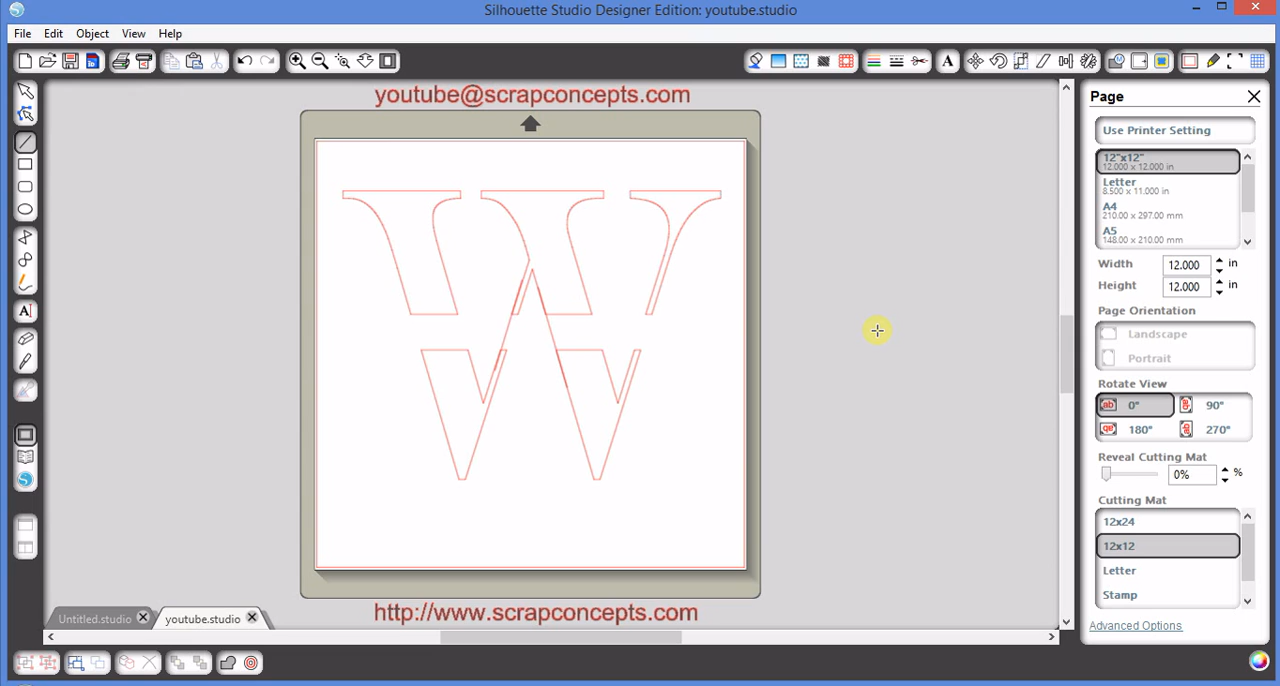 Silhouette Studio Designer Edition: youtube.studio
File Edit Object View Help
A
youtube@scrapconcepts.com
W
Page
Use Printer Setting
12"x12"
12.000 x 12.000 in
Letter
8.500 x 11.000 in
A4
210.00 x 297.00 mm
A5
148.00 x 210.00 mm
Width 12.000 in
Height 12.000 in
Page Orientation
Landscape
Portrait
Rotate View
ab 0° ab 90°
ab 180° ab 270°
Reveal Cutting Mat
0% %
Cutting Mat
12x24
12x12
Letter
Stamp
Advanced Options
A
http://www.scrapconcepts.com
Untitled.studio youtube.studio